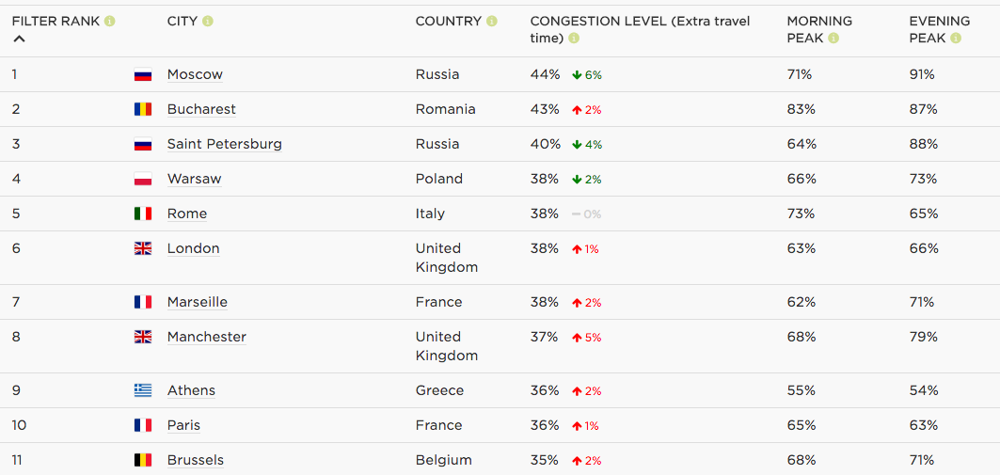 FILTER RANK CITY COUNTRY CONGESTION LEVEL (Extra travel MORNING EVENING
time) PEAK PEAK
1 Moscow Russia 44% 6% 71% 91%
2 Bucharest Romania 43% 2% 83% 87%
3 Saint Petersburg Russia 40% 4% 64% 88%
4 Warsaw Poland 38% 2% 66% 73%
5 Rome Italy 38% 0% 73% 65%
6 London United 38% 1% 63% 66%
Kingdom
7 Marseille France 38% 2% 62% 71%
8 Manchester United 37% 5% 68% 79%
Kingdom
9 Athens Greece 36% 2% 55% 54%
10 Paris France 36% 1% 65% 63%
11 Brussels Belgium 35% 2% 68% 71%